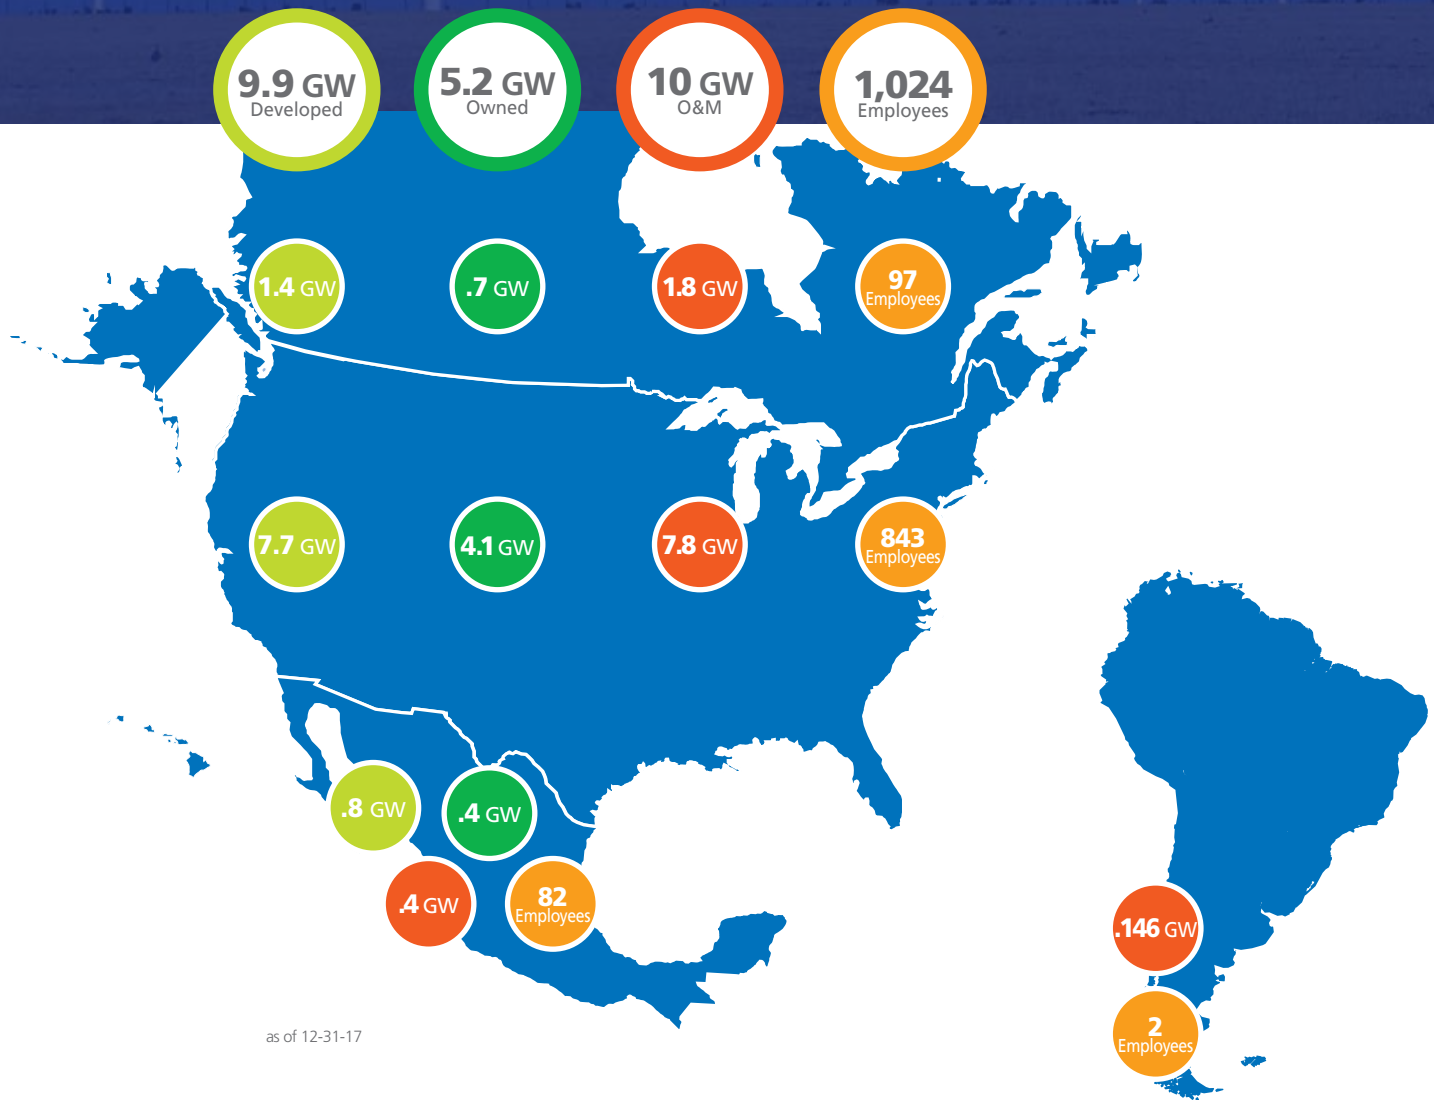 9.9 GW
Developed
5.2 GW
Owned
10 GW
O&M
1,024
Employees
1.4 GW
.7 GW
1.8 GW
97
Employees
7.7 GW
4.1 GW
7.8 GW
843
Employees
.8 GW
.4 GW
.4 GW
82
Employees
.146 GW
2
Employees
as of 12-31-17